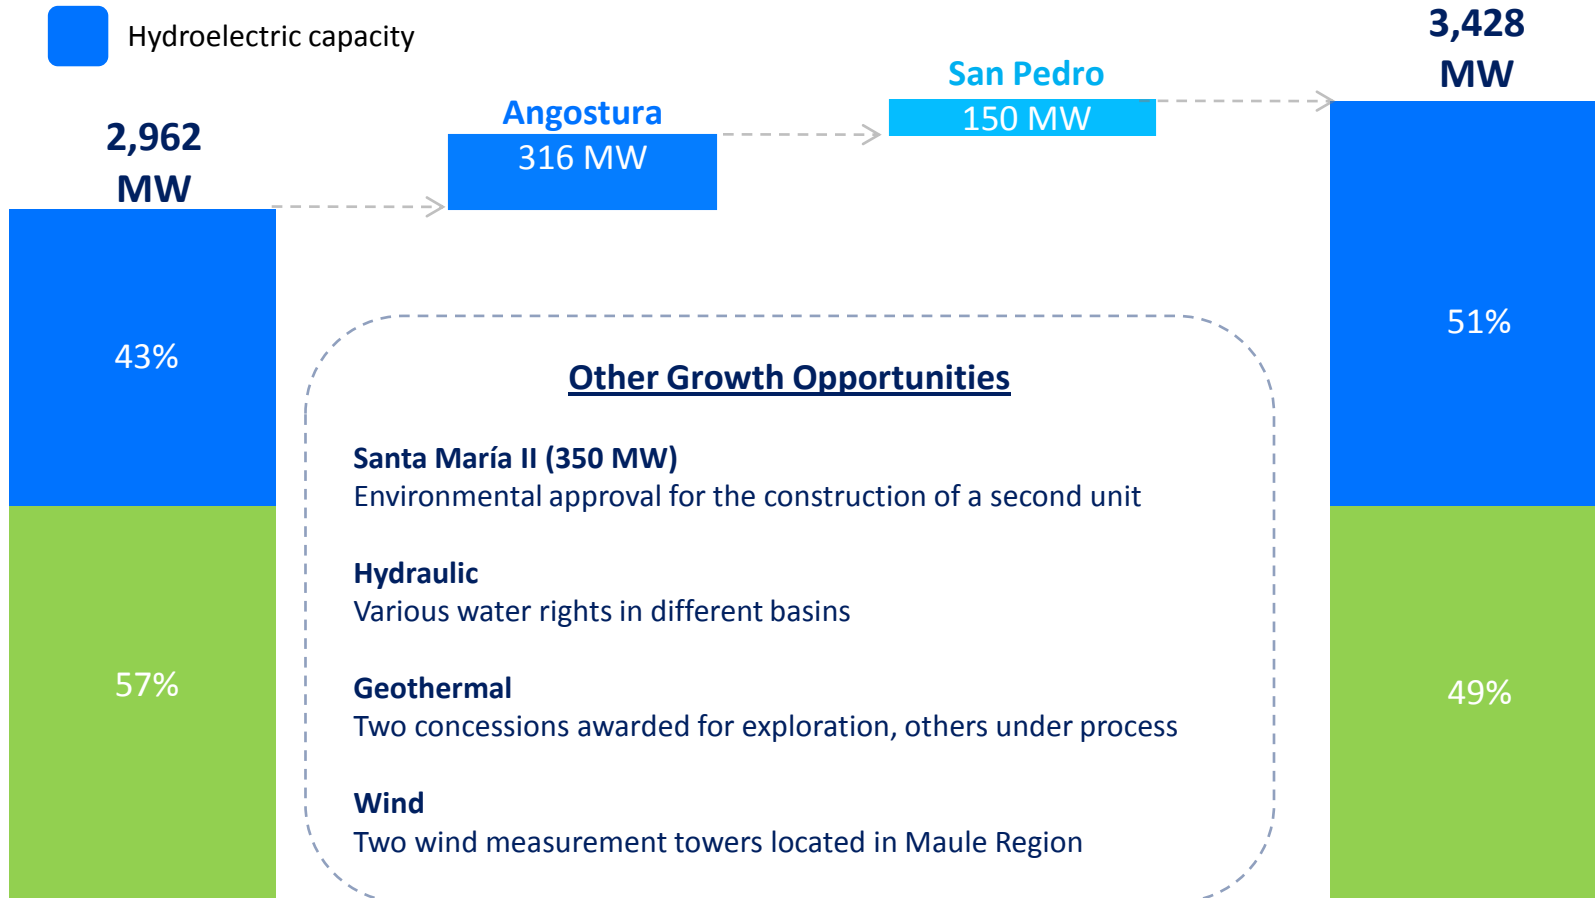 Hydroelectric capacity
2,962
MW
Angostura
316 MW
San Pedro
150 MW
3,428
MW
43%
57%
51%
49%
Other Growth Opportunities
Santa María II (350 MW)
Environmental approval for the construction of a second unit
Hydraulic
Various water rights in different basins
Geothermal
Two concessions awarded for exploration, others under process
Wind
Two wind measurement towers located in Maule Region